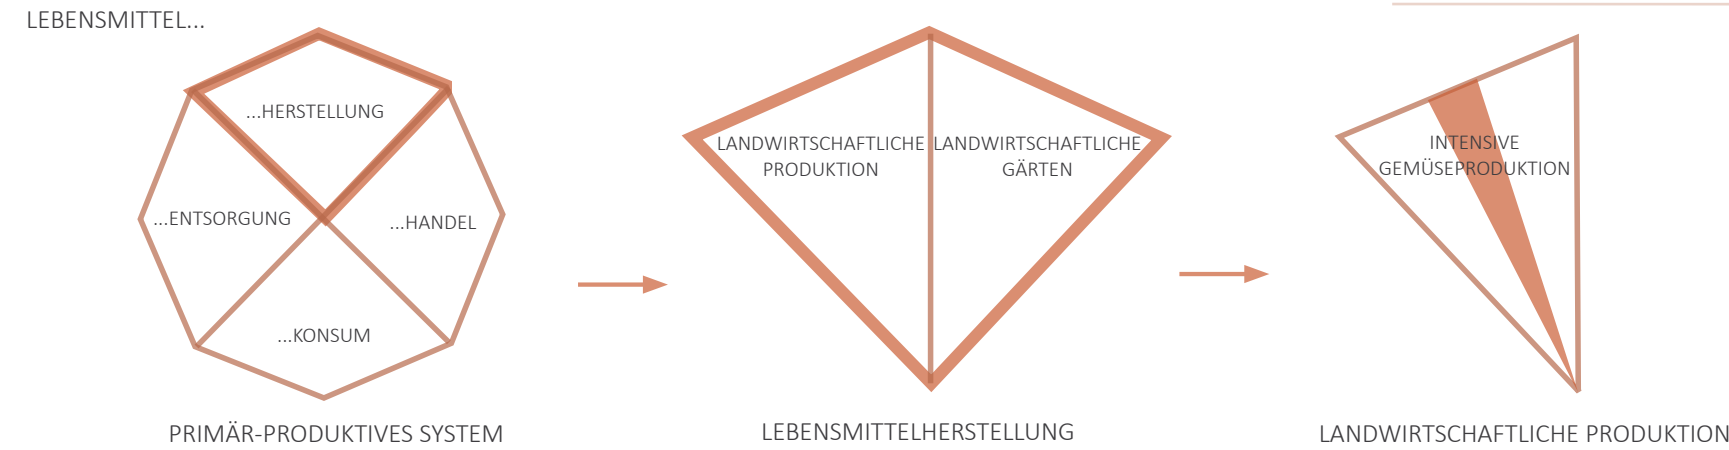 LEBENSMITTEL...
...HERSTELLUNG
...ENTSORGUNG
...HANDEL
...KONSUM
PRIMÄR-PRODUKTIVES SYSTEM
LANDWIRTSCHAFTLICHE
PRODUKTION
LANDWIRTSCHAFTLICHE
GÄRTEN
LEBENSMITTELHERSTELLUNG
INTENSIVE
GEMÜSEPRODUKTION
LANDWIRTSCHAFTLICHE PRODUKTION